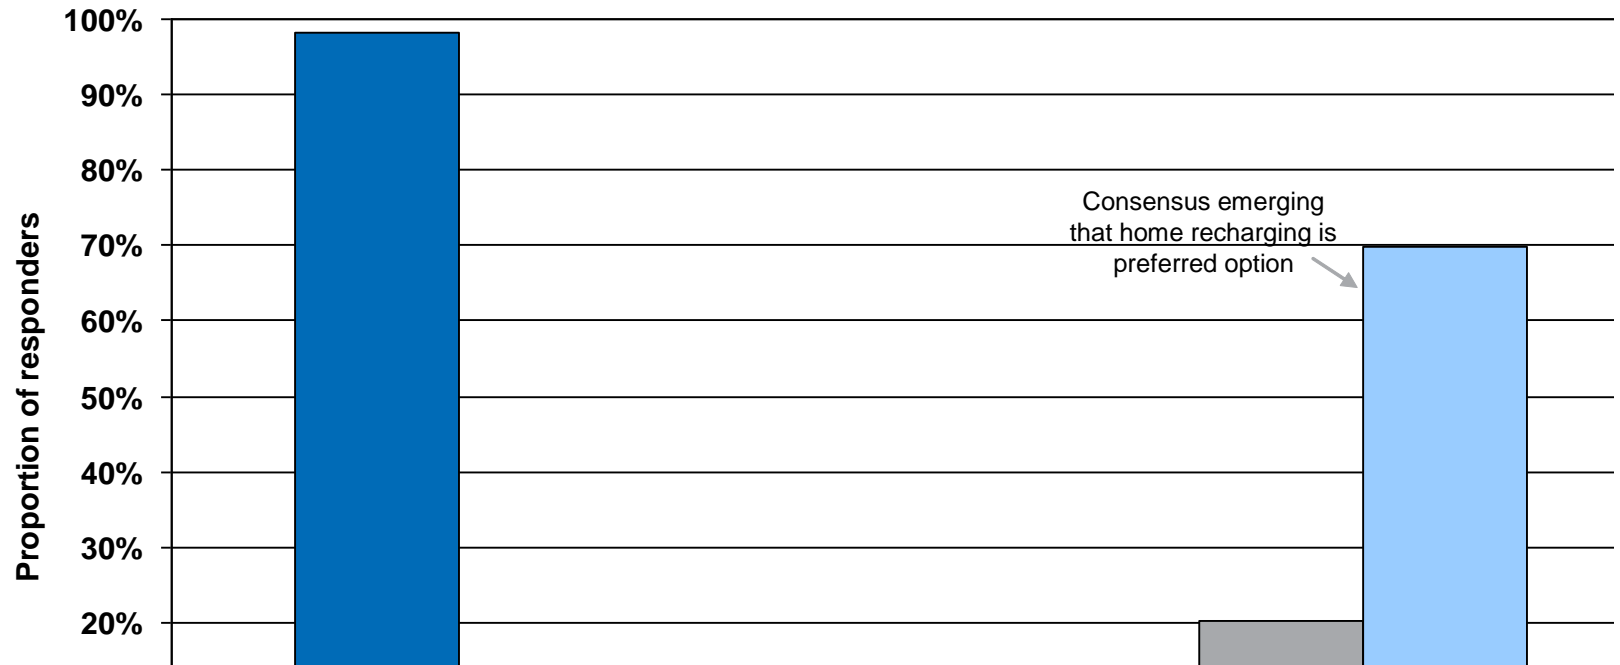 100%
90%
80%
70%
60%
50%
40%
30%
20%
Proportion of responders
Consensus emerging
that home recharging is
preferred option